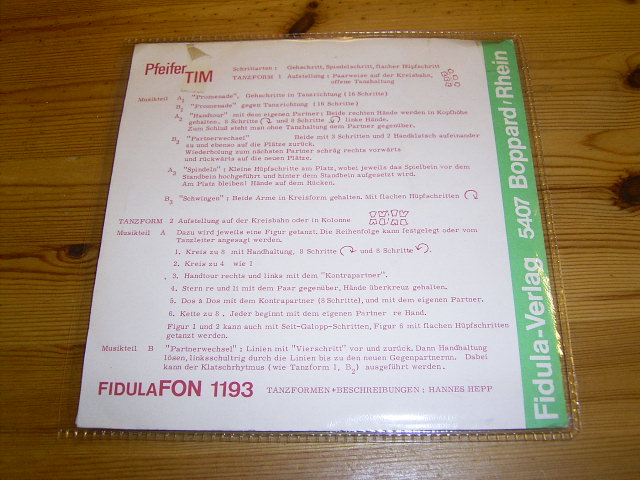 Pfeifer TIM
Schrittarten: Gehschritt, Spindelschritt, flacher Hüpfschritt
TANZFORM 1 Aufstellung: Paarweise auf der Kreisbahn,
offene Tanzhaltung
Musikteil A1 "Promenade", Gehschritte in Tanzrichtung (16 Schritte)
B1 "Promenade" gegen Tanzrichtung (16 Schritte)
A2 "Handtour" mit dem eigenen Partner: Beide rechten Hände werden in Kopfhöhe
gehalten. 8 Schritte und 8 Schritte linke Hände.
Zum Schluß steht man ohne Tanzhaltung dem Partner gegenüber.
B2 "Partnerwechsel" Beide mit 3 Schritten und 2 Handklatsch aufeinander
zu und ebenso auf die Plätze zurück.
Wiederholung zum nächsten Partner schräg rechts vorwärts
und rückwärts auf die neuen Plätze.
A3 "Spindeln": Kleine Hüpfschritte am Platz, wobei jeweils das Spielbein vor dem
Standbein hochgeführt und hinter dem Standbein aufgesetzt wird.
Am Platz bleiben! Hände auf dem Rücken.
B3 "Schwingen": Beide Arme in Kreisform gehalten. Mit flachen Hüpfschritten
TANZFORM 2 Aufstellung auf der Kreisbahn oder in Kolonne
Musikteil A Dazu wird jeweils eine Figur getanzt. Die Reihenfolge kann festgelegt oder vom
Tanzleiter angesagt werden.
1. Kreis zu 8 mit Handhaltung, 8 Schritte und 8 Schritte
2. Kreis zu 4 wie 1
3. Handtour rechts und links mit dem "Kontrapartner".
4. Stern re und li mit dem Paar gegenüber, Hände überkreuz gehalten.
5. Dos à Dos mit dem Kontrapartner (8 Schritte), und mit dem eigenen Partner.
6. Kette zu 8. Jeder beginnt mit dem eigenen Partner re Hand.
Figur 1 und 2 kann auch mit Seit-Galopp-Schritten, Figur 6 mit flachen Hüpfschritten
getanzt werden.
Musikteil B "Partnerwechsel": Linien mit "Vierschritt" vor und zurück. Dann Handhaltung
lösen, linksschultrig durch die Linien bis zu den neuen Gegenpartnern. Dabei
kann der Klatschrhytmus (wie Tanzform 1, B2) ausgeführt werden.
FIDULAFON 1193 TANZFORMEN+BESCHREIBUNGEN: HANNES HEPP
Fidula-Verlag 5407 Boppard/Rhein